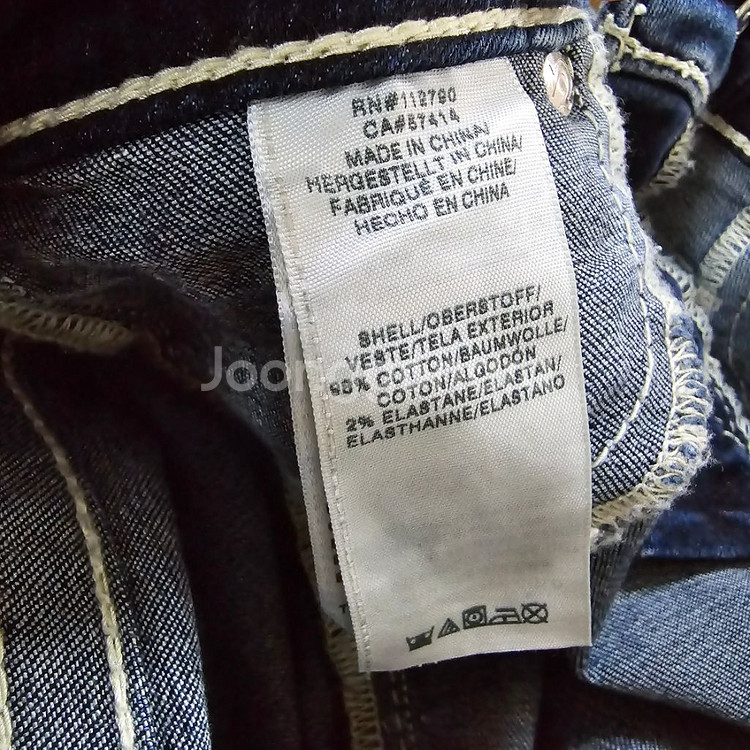 RN#112790
CA#57414
MADE IN CHINA/
HERGESTELLT IN CHINA/
FABRIQUÉ EN CHINE/
HECHO EN CHINA
SHELL/OBERSTOFF/
VESTE/TELA EXTERIOR
COTTON/BAUMWOLLE/
COTON/ALGODÓN
2% ELASTANE/ELASTAN/
ELASTHANNE/ELASTANO